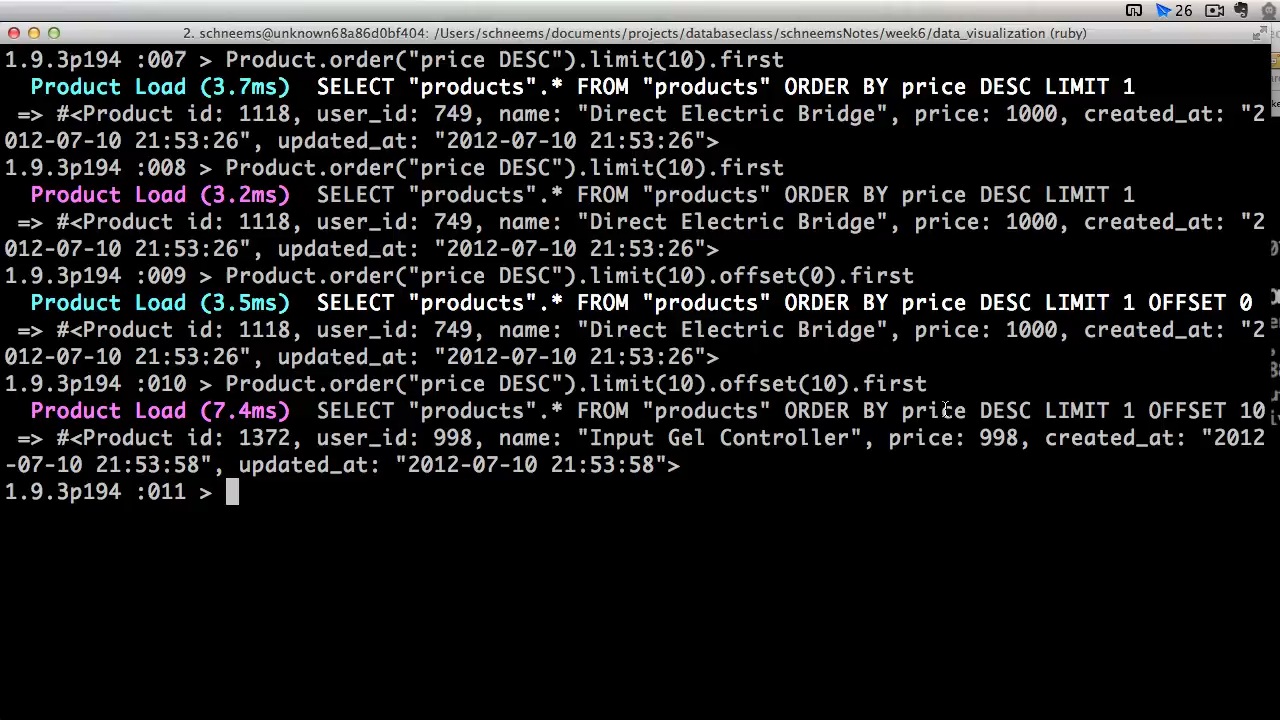 26
2. schneems@unknown68a86d0bf404: /Users/schneems/documents/projects/databaseclass/schneemsNotes/week6/data_visualization (ruby)
1.9.3p194 :007 > Product.order("price DESC").limit(10).first
Product Load (3.7ms)  SELECT "products".* FROM "products" ORDER BY price DESC LIMIT 1
=> #<Product id: 1118, user_id: 749, name: "Direct Electric Bridge", price: 1000, created_at: "2
012-07-10 21:53:26", updated_at: "2012-07-10 21:53:26">
1.9.3p194 :008 > Product.order("price DESC").limit(10).first
Product Load (3.2ms)  SELECT "products".* FROM "products" ORDER BY price DESC LIMIT 1
=> #<Product id: 1118, user_id: 749, name: "Direct Electric Bridge", price: 1000, created_at: "2
012-07-10 21:53:26", updated_at: "2012-07-10 21:53:26">
1.9.3p194 :009 > Product.order("price DESC").limit(10).offset(0).first
Product Load (3.5ms)  SELECT "products".* FROM "products" ORDER BY price DESC LIMIT 1 OFFSET 0
=> #<Product id: 1118, user_id: 749, name: "Direct Electric Bridge", price: 1000, created_at: "2
012-07-10 21:53:26", updated_at: "2012-07-10 21:53:26">
1.9.3p194 :010 > Product.order("price DESC").limit(10).offset(10).first
Product Load (7.4ms)  SELECT "products".* FROM "products" ORDER BY price DESC LIMIT 1 OFFSET 10
=> #<Product id: 1372, user_id: 998, name: "Input Gel Controller", price: 998, created_at: "2012
-07-10 21:53:58", updated_at: "2012-07-10 21:53:58">
1.9.3p194 :011 >